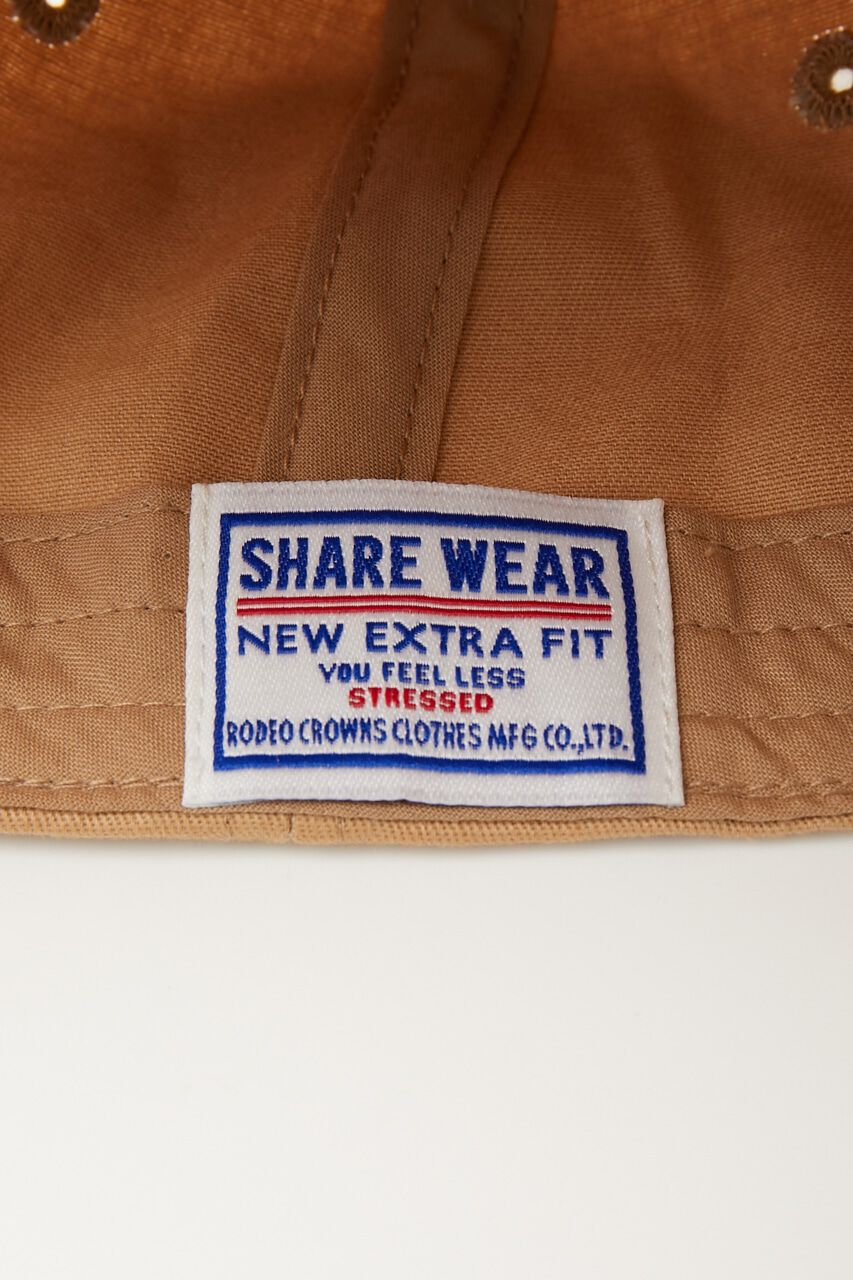 SHARE WEAR
NEW EXTRA FIT
YOU FEEL LESS
STRESSED
RODEO CROWNS CLOTHES MFG CO.,LTD.